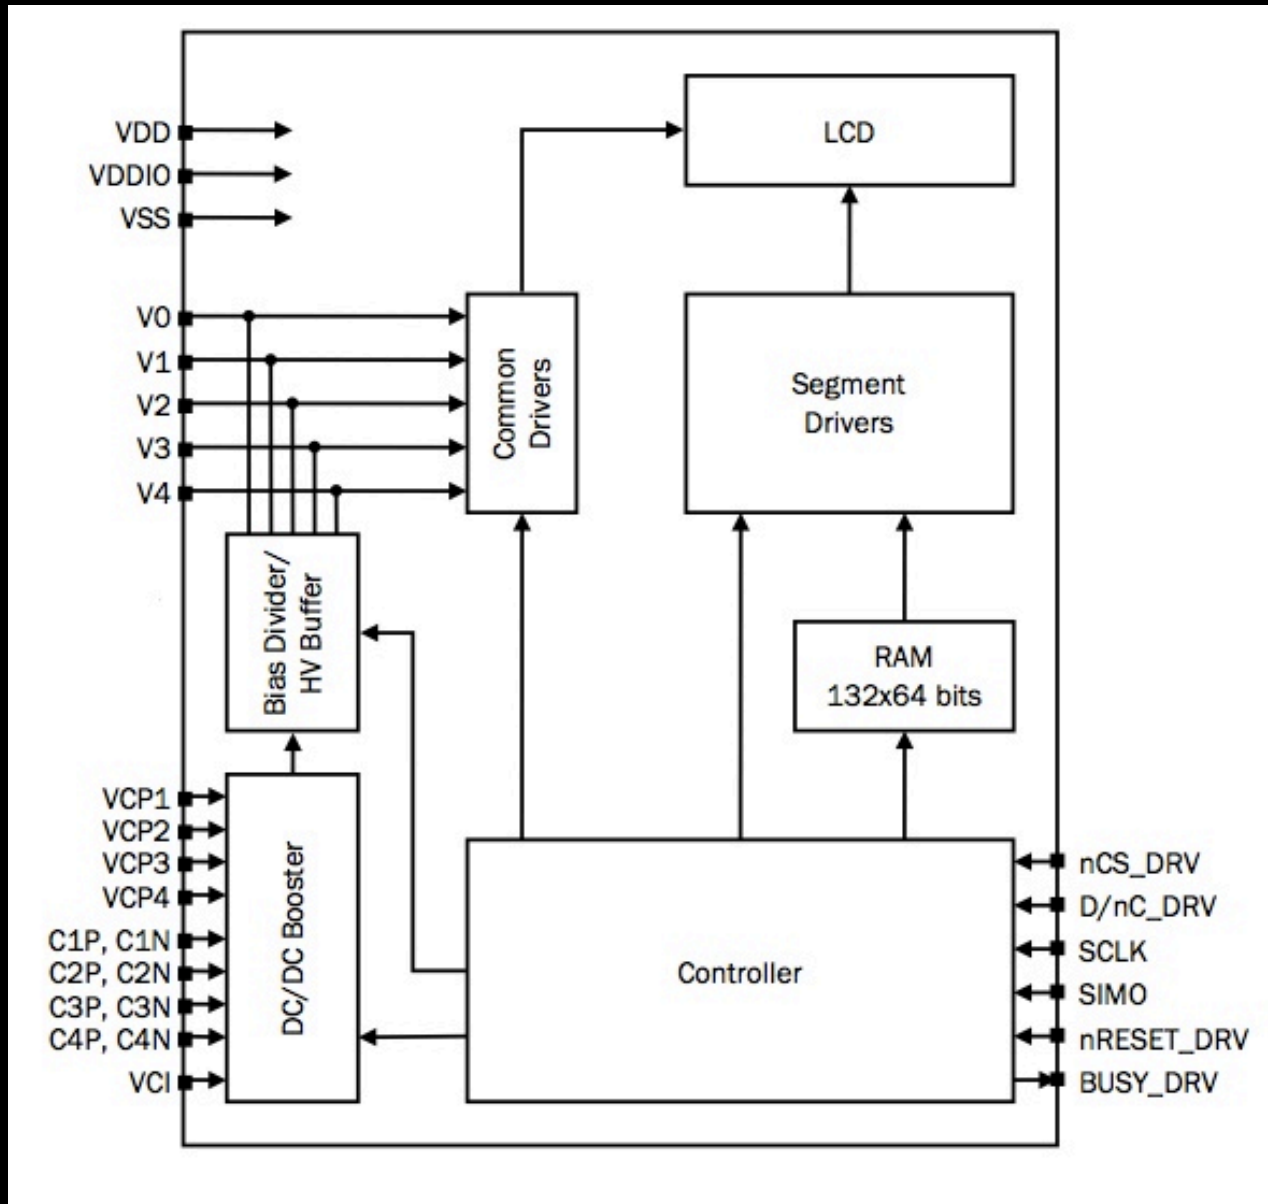 VDD
VDDIO
VSS
LCD
V0
V1
V2
V3
V4
Common
Drivers
Segment
Drivers
Bias Divider/
HV Buffer
RAM
132x64 bits
VCP1
VCP2
VCP3
VCP4
C1P, C1N
C2P, C2N
C3P, C3N
C4P, C4N
VCI
DC/DC Booster
Controller
nCS_DRV
D/nC_DRV
SCLK
SIMO
nRESET_DRV
BUSY_DRV